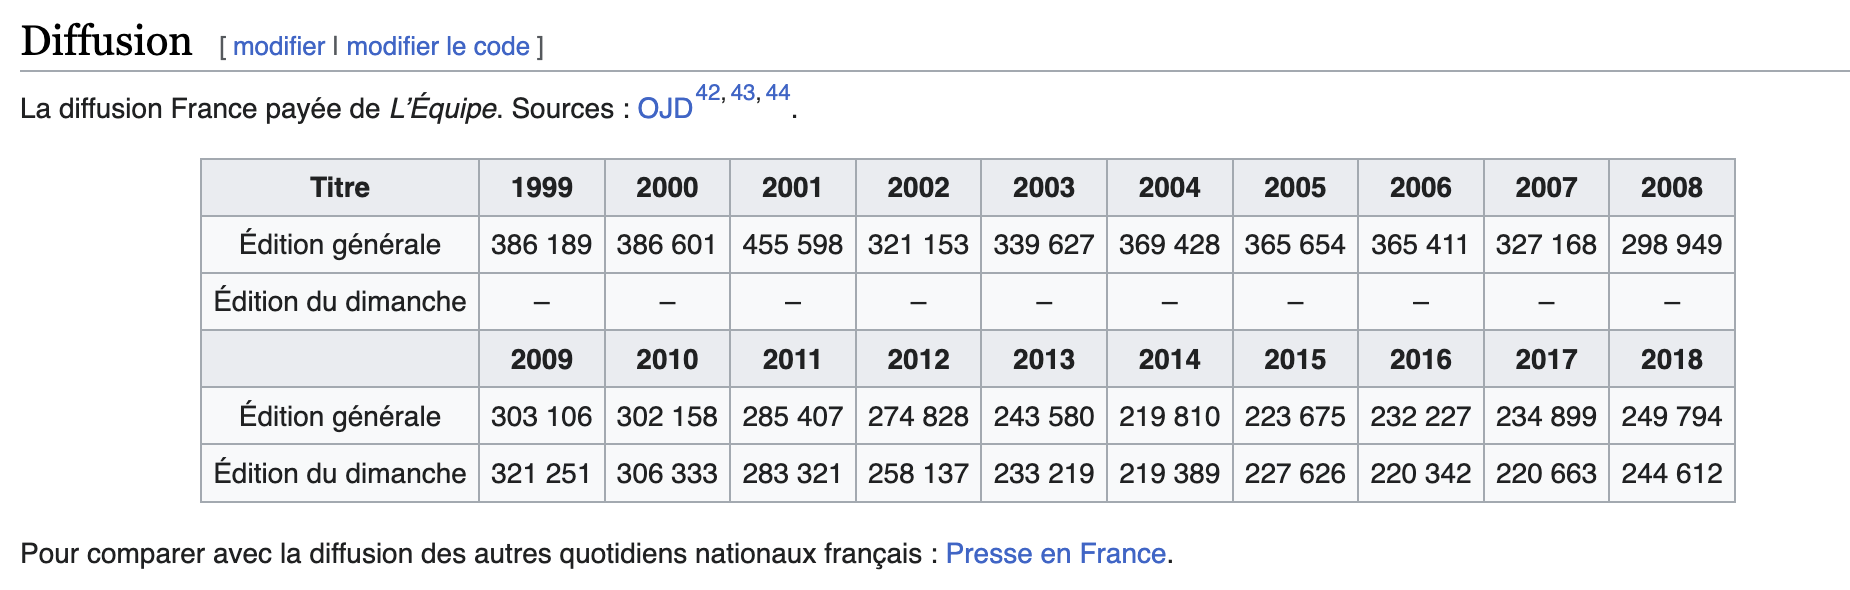 Diffusion [ modifier | modifier le code ]
La diffusion France payée de L’Équipe. Sources : OJD42, 43, 44.
Titre 1999 2000 2001 2002 2003 2004 2005 2006 2007 2008
Édition générale 386 189 386 601 455 598 321 153 339 627 369 428 365 654 365 411 327 168 298 949
Édition du dimanche – – – – – – – – – –
2009 2010 2011 2012 2013 2014 2015 2016 2017 2018
Édition générale 303 106 302 158 285 407 274 828 243 580 219 810 223 675 232 227 234 899 249 794
Édition du dimanche 321 251 306 333 283 321 258 137 233 219 219 389 227 626 220 342 220 663 244 612
Pour comparer avec la diffusion des autres quotidiens nationaux français : Presse en France.